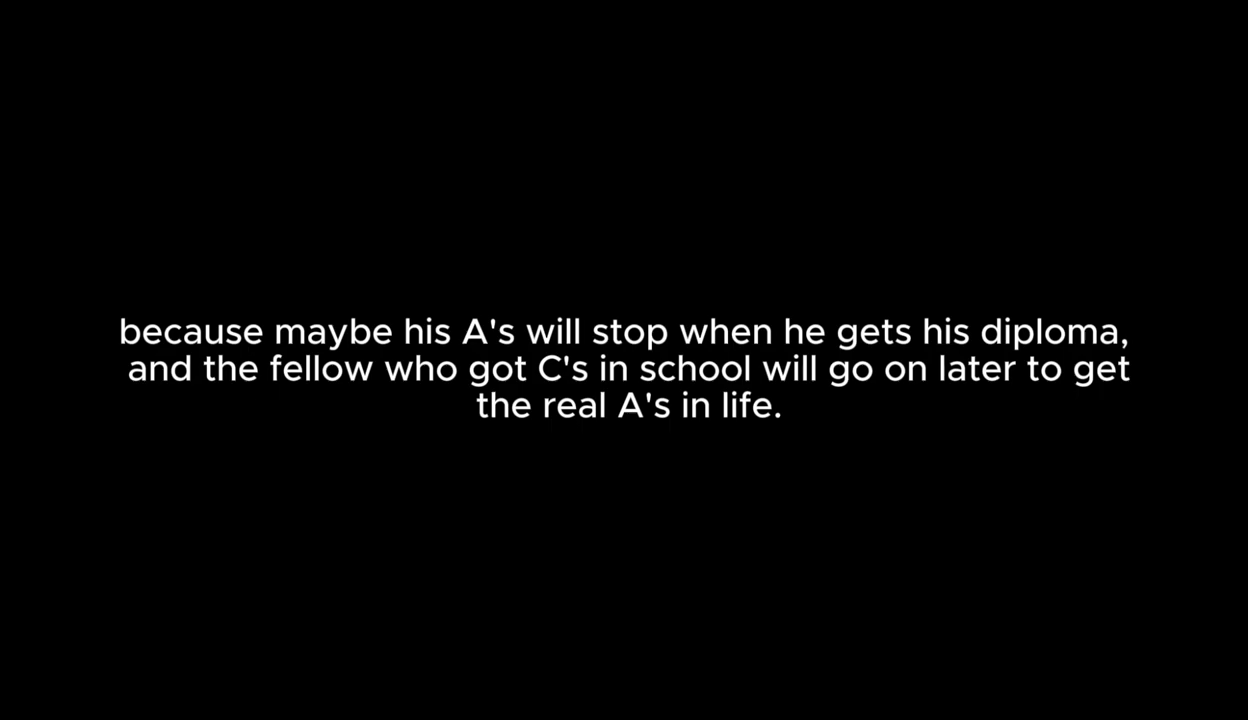 because maybe his A's will stop when he gets his diploma,
and the fellow who got C's in school will go on later to get
the real A's in life.